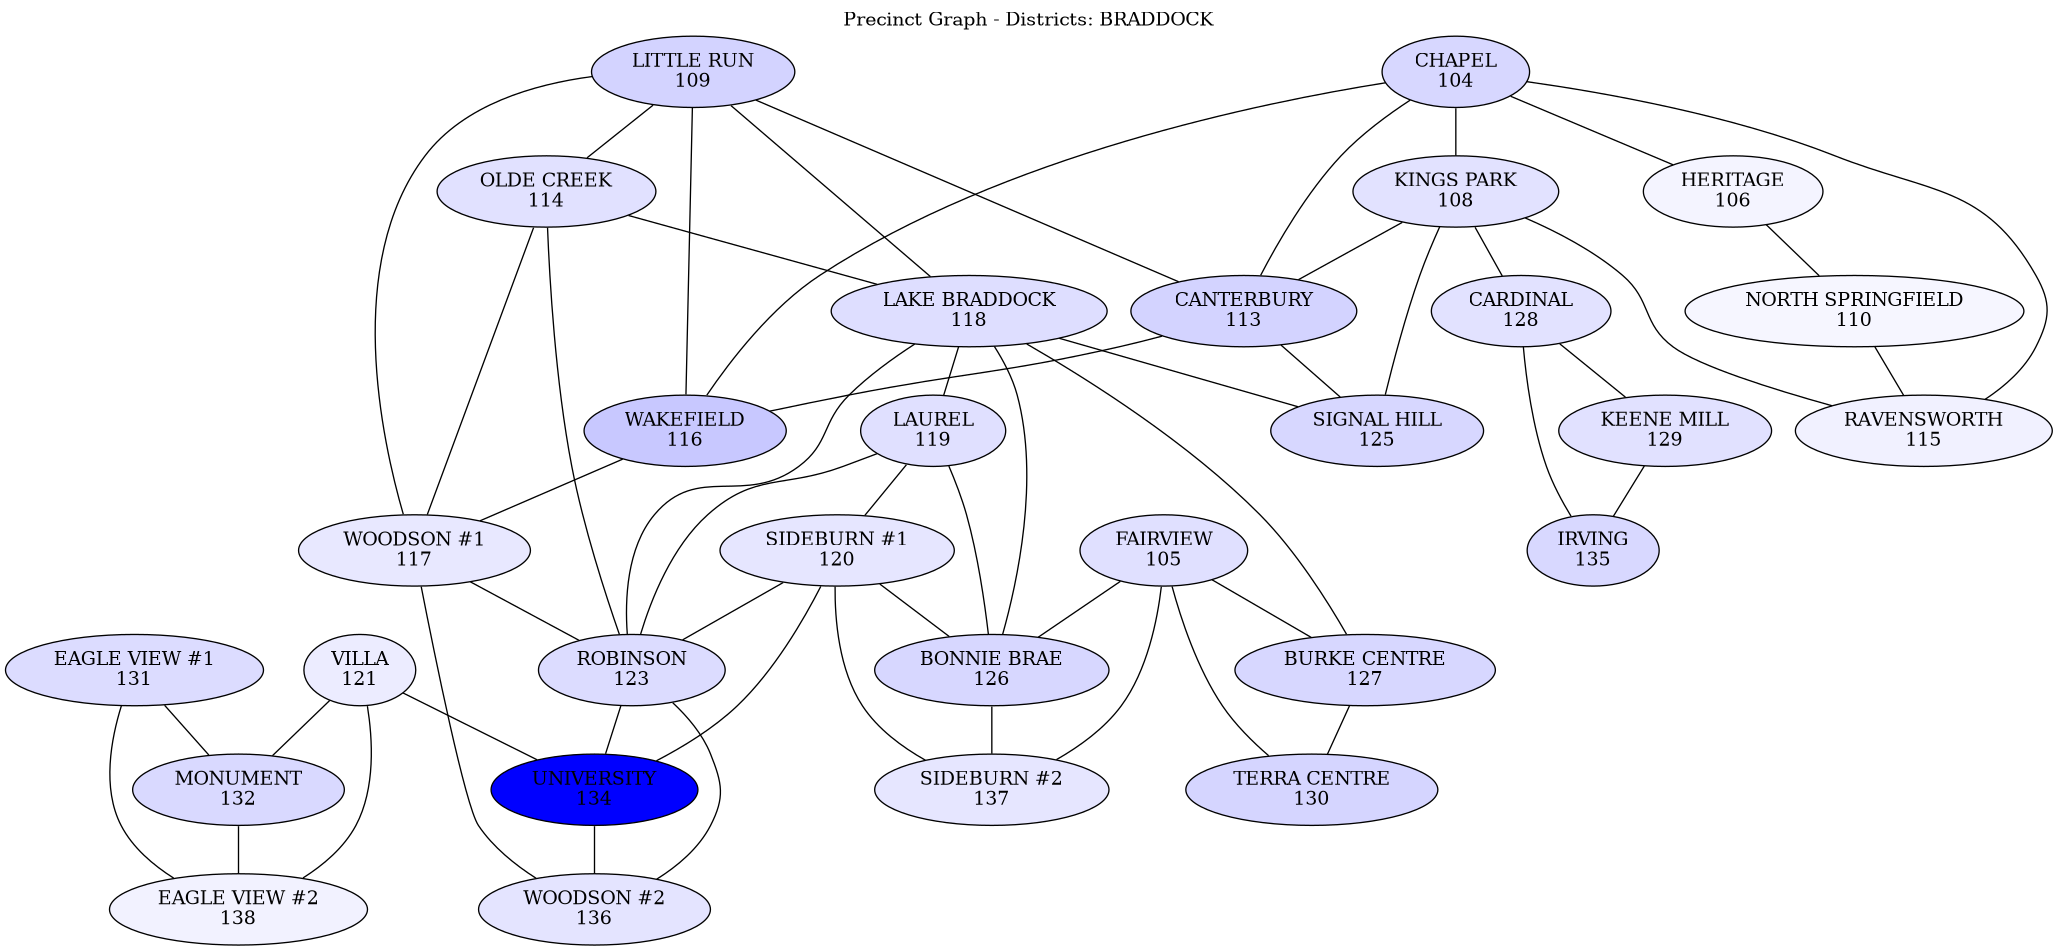 Precinct Graph - Districts: BRADDOCK
LITTLE RUN
109
CHAPEL
104
OLDE CREEK
114
KINGS PARK
108
HERITAGE
106
LAKE BRADDOCK
118
CANTERBURY
113
CARDINAL
128
NORTH SPRINGFIELD
110
WAKEFIELD
116
LAUREL
119
SIGNAL HILL
125
KEENE MILL
129
RAVENSWORTH
115
WOODSON #1
117
SIDEBURN #1
120
FAIRVIEW
105
IRVING
135
EAGLE VIEW #1
131
VILLA
121
ROBINSON
123
BONNIE BRAE
126
BURKE CENTRE
127
MONUMENT
132
UNIVERSITY
134
SIDEBURN #2
137
TERRA CENTRE
130
EAGLE VIEW #2
138
WOODSON #2
136